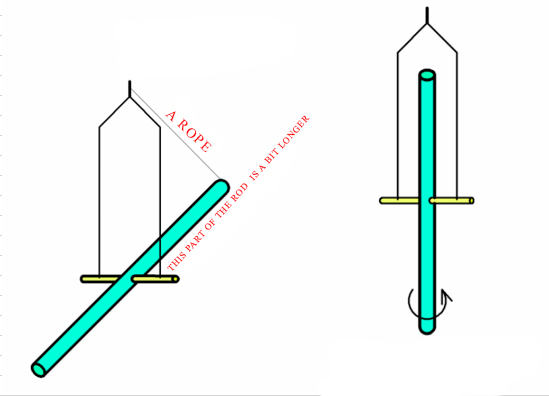 A ROPE
THIS PART OF THE ROD IS A BIT LONGER